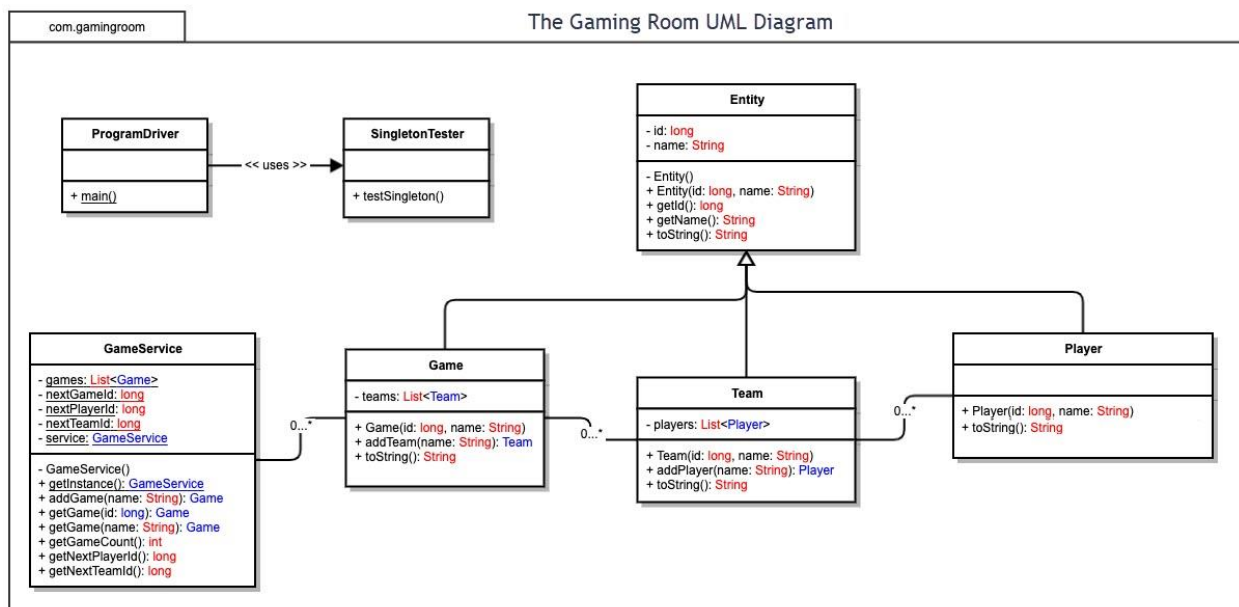 com.gamingroom
The Gaming Room UML Diagram
ProgramDriver
+ main()
<< uses >>
SingletonTester
+ testSingleton()
Entity
- id: long
- name: String
- Entity()
+ Entity(id: long, name: String)
+ getId(): long
+ getName(): String
+ toString(): String
GameService
- games: List<Game>
- nextGameId: long
- nextPlayerId: long
- nextTeamId: long
- service: GameService
- GameService()
+ getInstance(): GameService
+ addGame(name: String): Game
+ getGame(id: long): Game
+ getGame(name: String): Game
+ getGameCount(): int
+ getNextPlayerId(): long
+ getNextTeamId(): long
0...*
Game
- teams: List<Team>
+ Game(id: long, name: String)
+ addTeam(name: String): Team
+ toString(): String
0...*
Team
- players: List<Player>
+ Team(id: long, name: String)
+ addPlayer(name: String): Player
+ toString(): String
0...*
Player
+ Player(id: long, name: String)
+ toString(): String